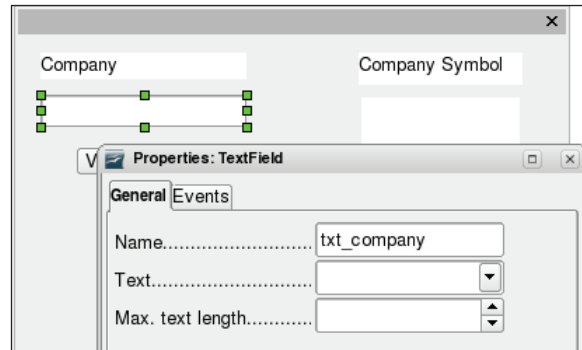 Company
Company Symbol
V
Properties: TextField
General
Events
Name............................
txt_company
Text.............................
Max. text length............